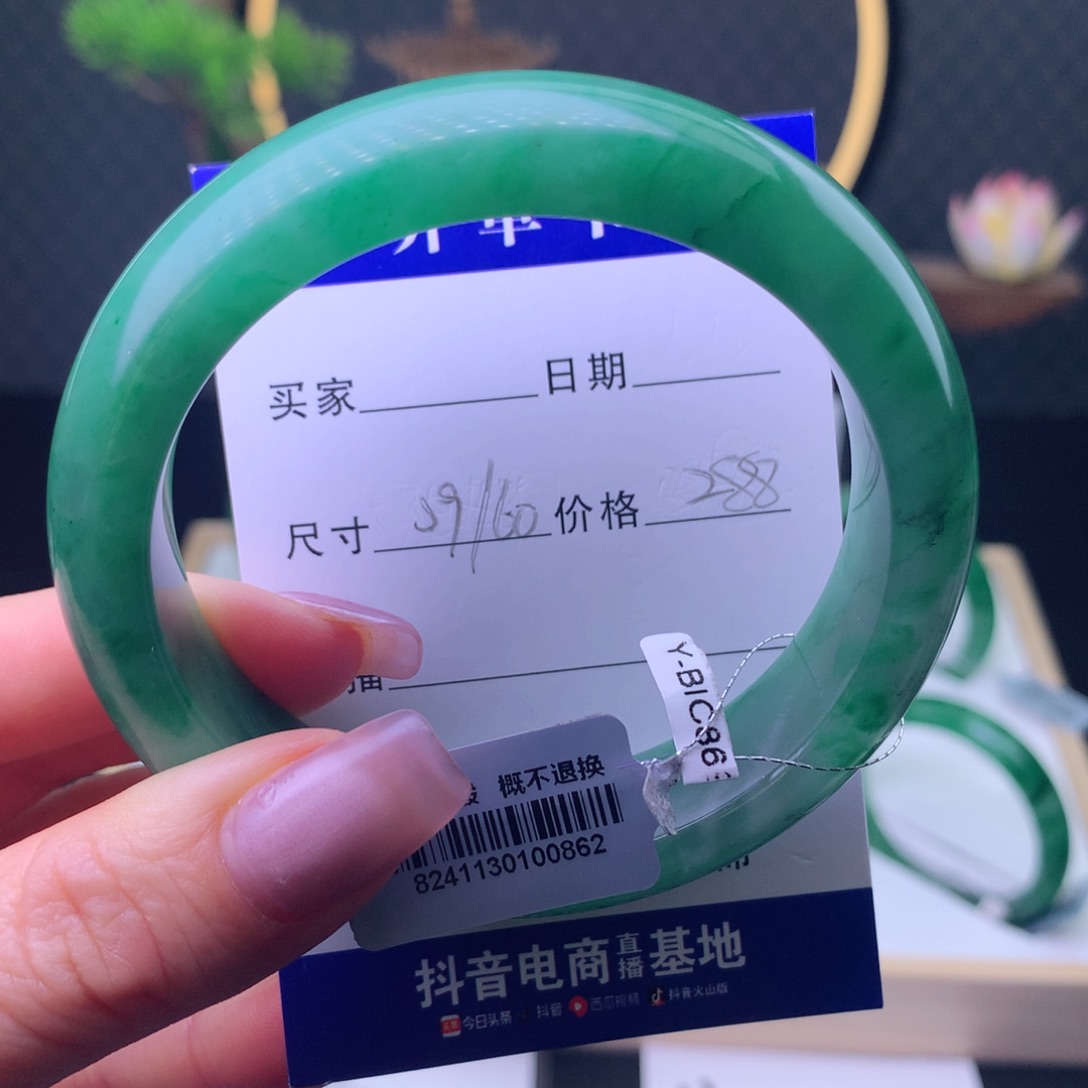 买家 日期
尺寸 59/60 价格 288
Y-BIC86
概不退换
8241130100862
抖音电商直播基地
今日头条 抖音 西瓜视频 抖音火山版